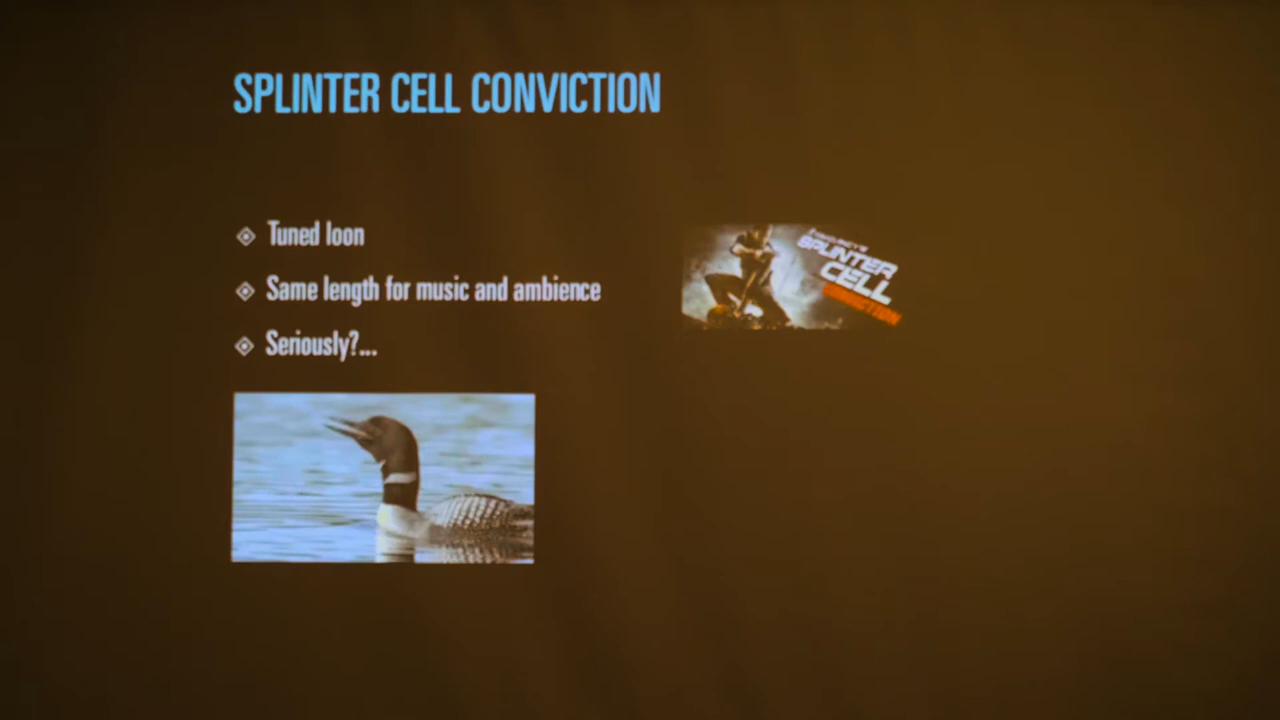 SPLINTER CELL CONVICTION
Tuned loon
Same length for music and ambience
Seriously?...
SPLINTER
CELL
CONVICTION